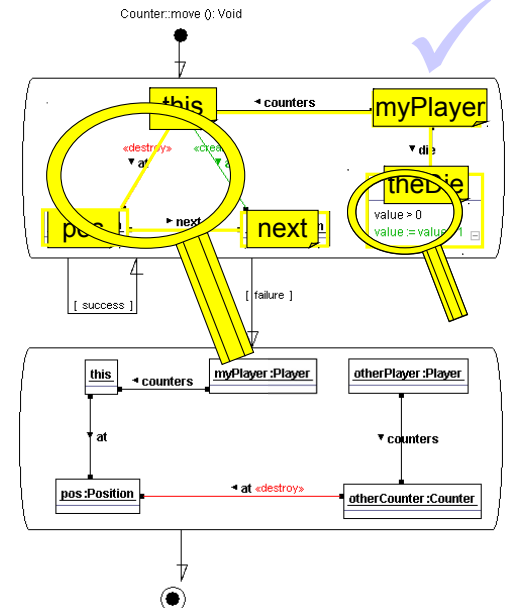 Counter::move (): Void
this
counters
myPlayer
«destroy»
at
die
theDie
value > 0
next
next
[ success ]
[ failure ]
this
counters
myPlayer :Player
otherPlayer :Player
at
counters
pos :Position
at «destroy»
otherCounter :Counter